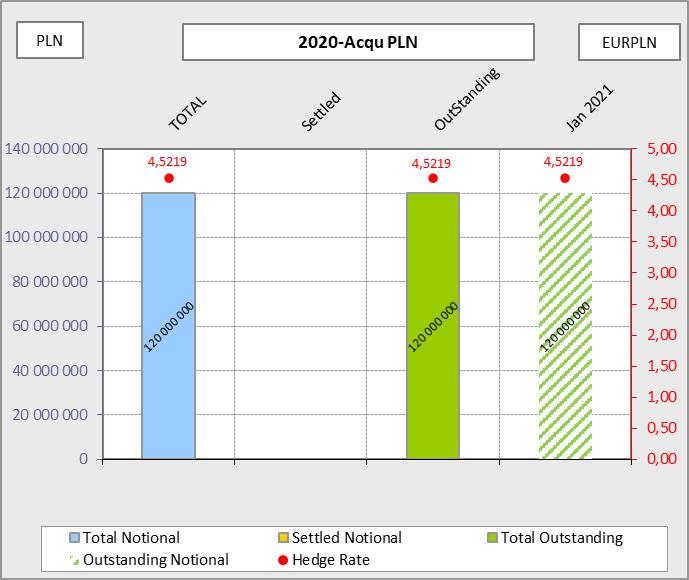 PLN
2020-Acqu PLN
EURPLN
TOTAL
Settled
OutStanding
Jan 2021
140 000 000
120 000 000
100 000 000
80 000 000
60 000 000
40 000 000
20 000 000
0
4,5219
4,5219
4,5219
120 000 000
120 000 000
120 000 000
5,00
4,50
4,00
3,50
3,00
2,50
2,00
1,50
1,00
0,50
0,00
Total Notional
Settled Notional
Total Outstanding
Outstanding Notional
Hedge Rate